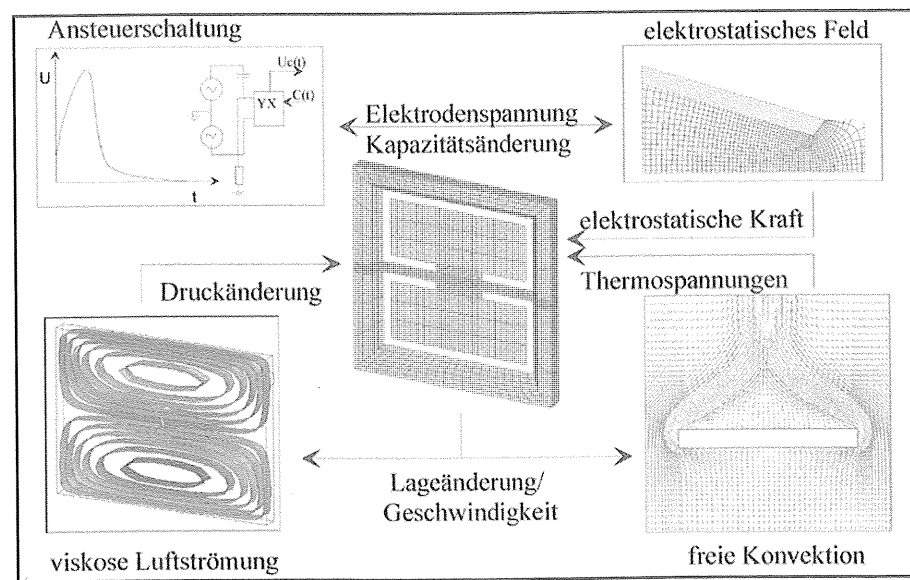 Ansteuerschaltung
elektrostatisches Feld
U
t
Uc(t)
C(t)
YX
Elektrodenspannung
Kapazitätsänderung
elektrostatische Kraft
Druckänderung
Thermospannungen
Lageänderung/
Geschwindigkeit
viskose Luftströmung
freie Konvektion